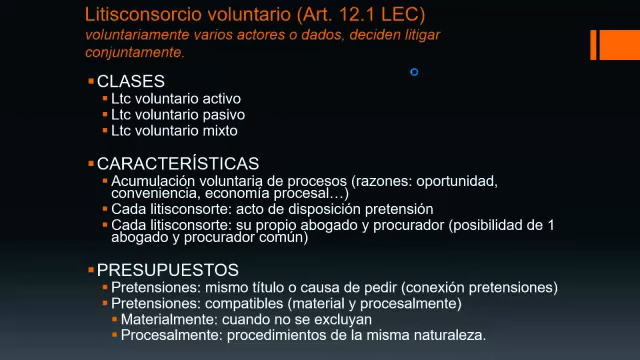 Litisconsorcio voluntario (Art. 12.1 LEC)
voluntariamente varios actores o dados, deciden litigar
conjuntamente.
CLASES
Ltc voluntario activo
Ltc voluntario pasivo
Ltc voluntario mixto
CARACTERÍSTICAS
Acumulación voluntaria de procesos (razones: oportunidad,
conveniencia, economía procesal...)
Cada litisconsorte: acto de disposición pretensión
Cada litisconsorte: su propio abogado y procurador (posibilidad de 1
abogado y procurador común)
PRESUPUESTOS
Pretensiones: mismo título o causa de pedir (conexión pretensiones)
Pretensiones: compatibles (material y procesalmente)
Materialmente: cuando no se excluyan
Procesalmente: procedimientos de la misma naturaleza.